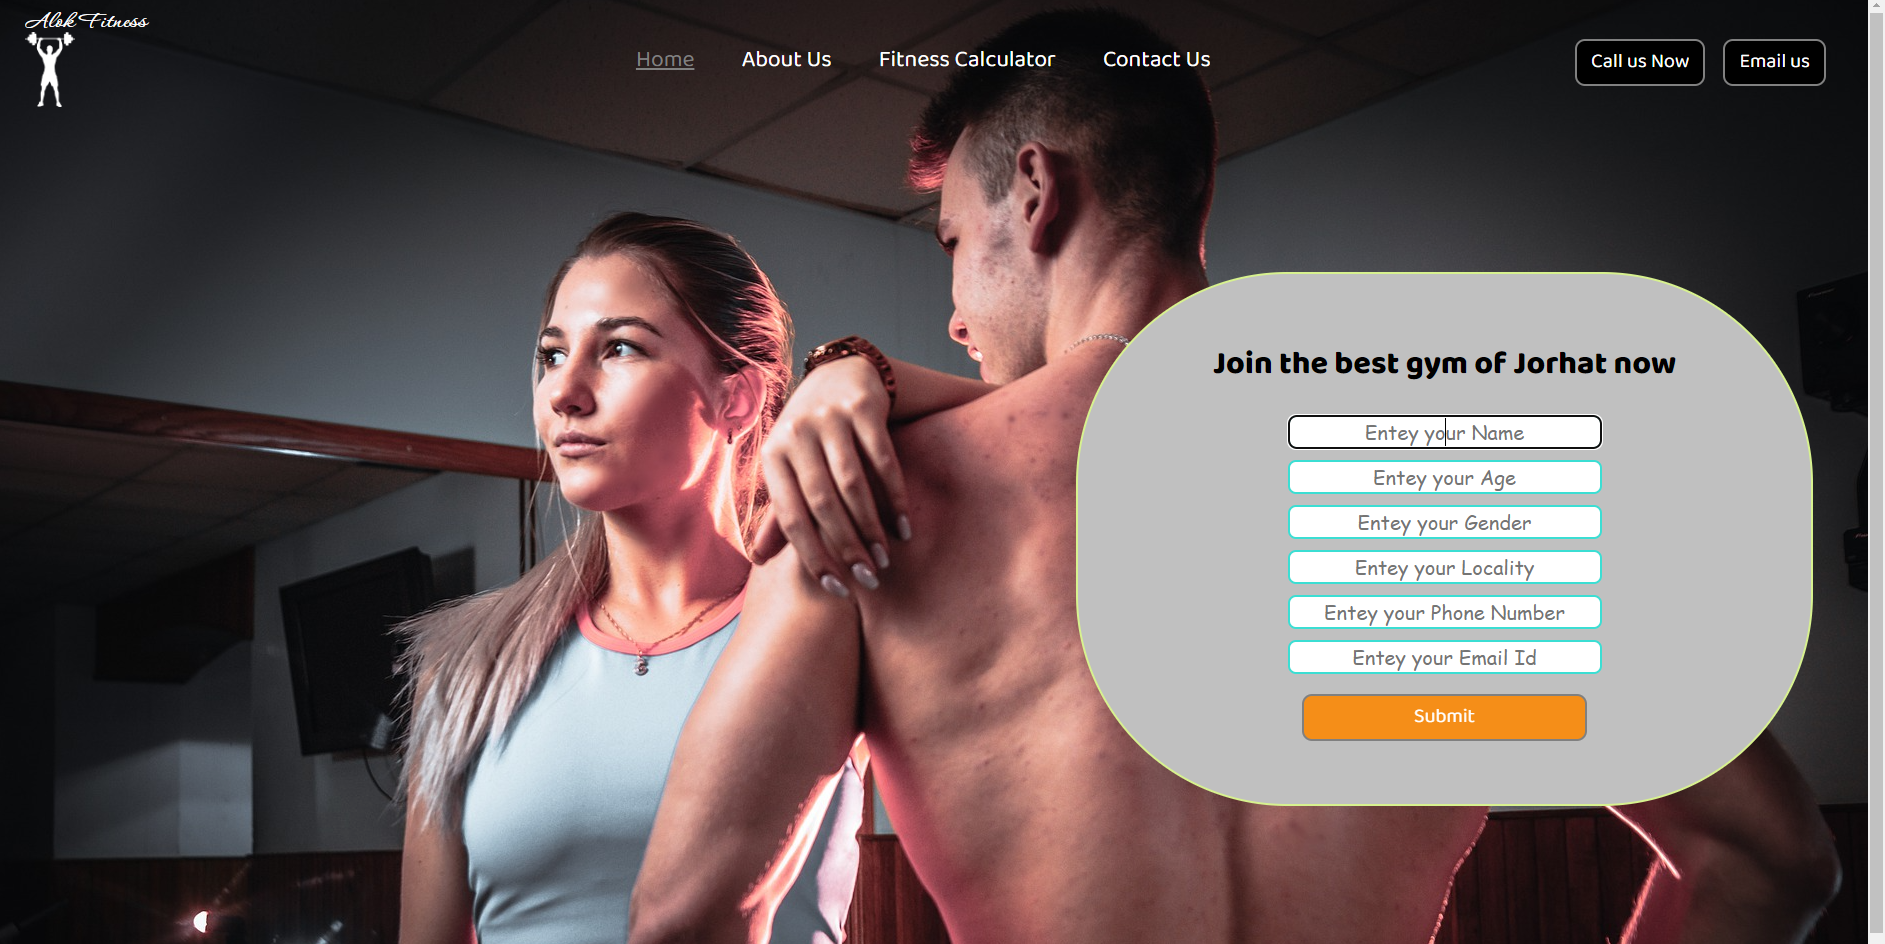 Alok Fitness
Home About Us Fitness Calculator Contact Us
Call us Now Email us
Join the best gym of Jorhat now
Entey your Name
Entey your Age
Entey your Gender
Entey your Locality
Entey your Phone Number
Entey your Email Id
Submit